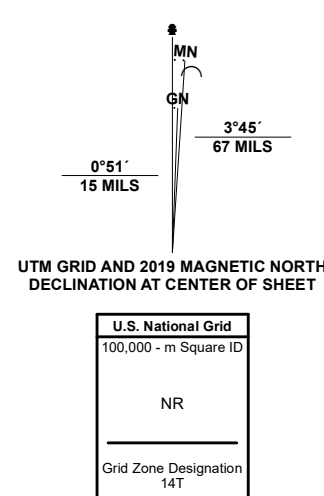 MN
GN
3°45´
67 MILS
0°51´
15 MILS
UTM GRID AND 2019 MAGNETIC NORTH
DECLINATION AT CENTER OF SHEET
U.S. National Grid
100,000 - m Square ID
NR
Grid Zone Designation
14T